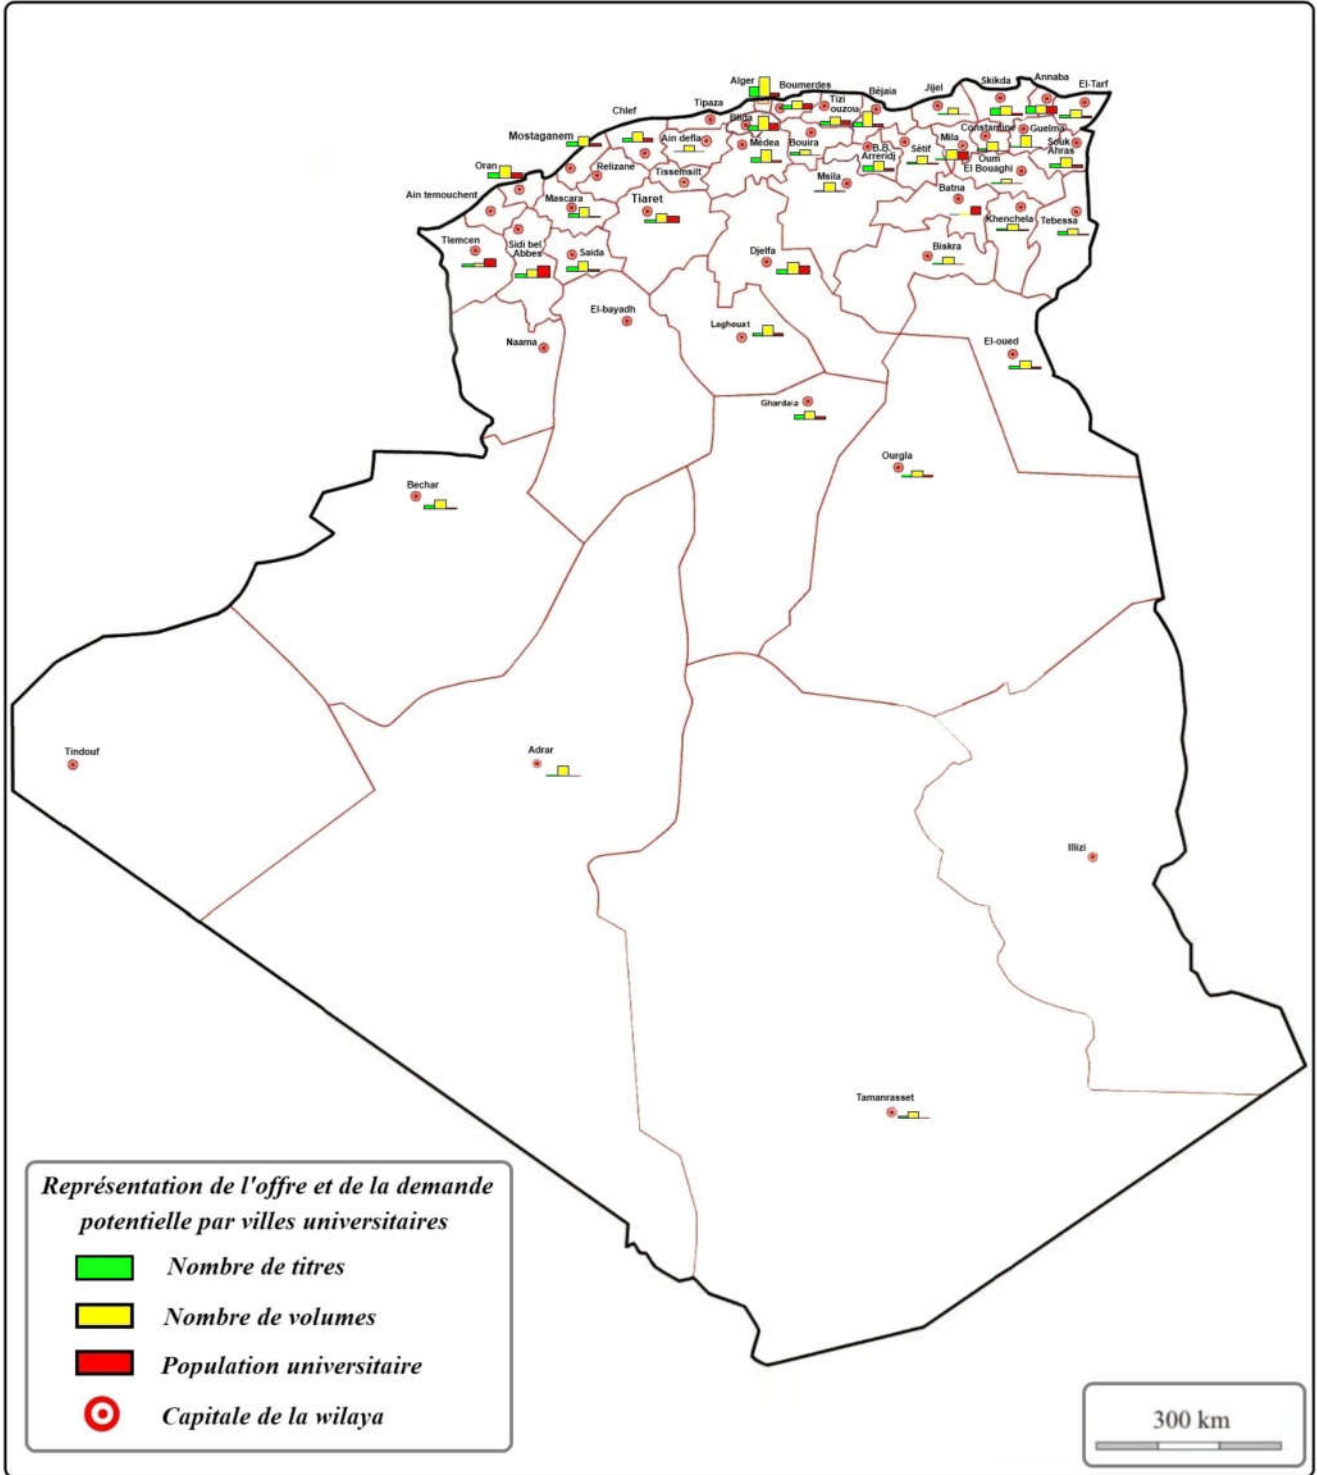 Alger
Boumerdes
Béjaia
Jijel
Skikda
Annaba
El-Tarf
Tipaza
Tizi
ouzou
Chlef
Blida
Mostaganem
Ain defla
Médea
Bouira
B.B.
Arreridj
Sétif
Mila
Constantine
Guelma
Souk
Ahras
Oum
El Bouaghi
Oran
Relizane
Tissemsilt
Msila
Batna
Ain temouchent
Mascara
Tiaret
Khenchela
Tebessa
Tlemcen
Sidi bel
Abbes
Saida
Djelfa
Biskra
El-bayadh
Laghouat
Naama
El-oued
Ghardaia
Ourgla
Bechar
Tindouf
Adrar
Illizi
Tamanrasset
Représentation de l'offre et de la demande
potentielle par villes universitaires
Nombre de titres
Nombre de volumes
Population universitaire
Capitale de la wilaya
300 km